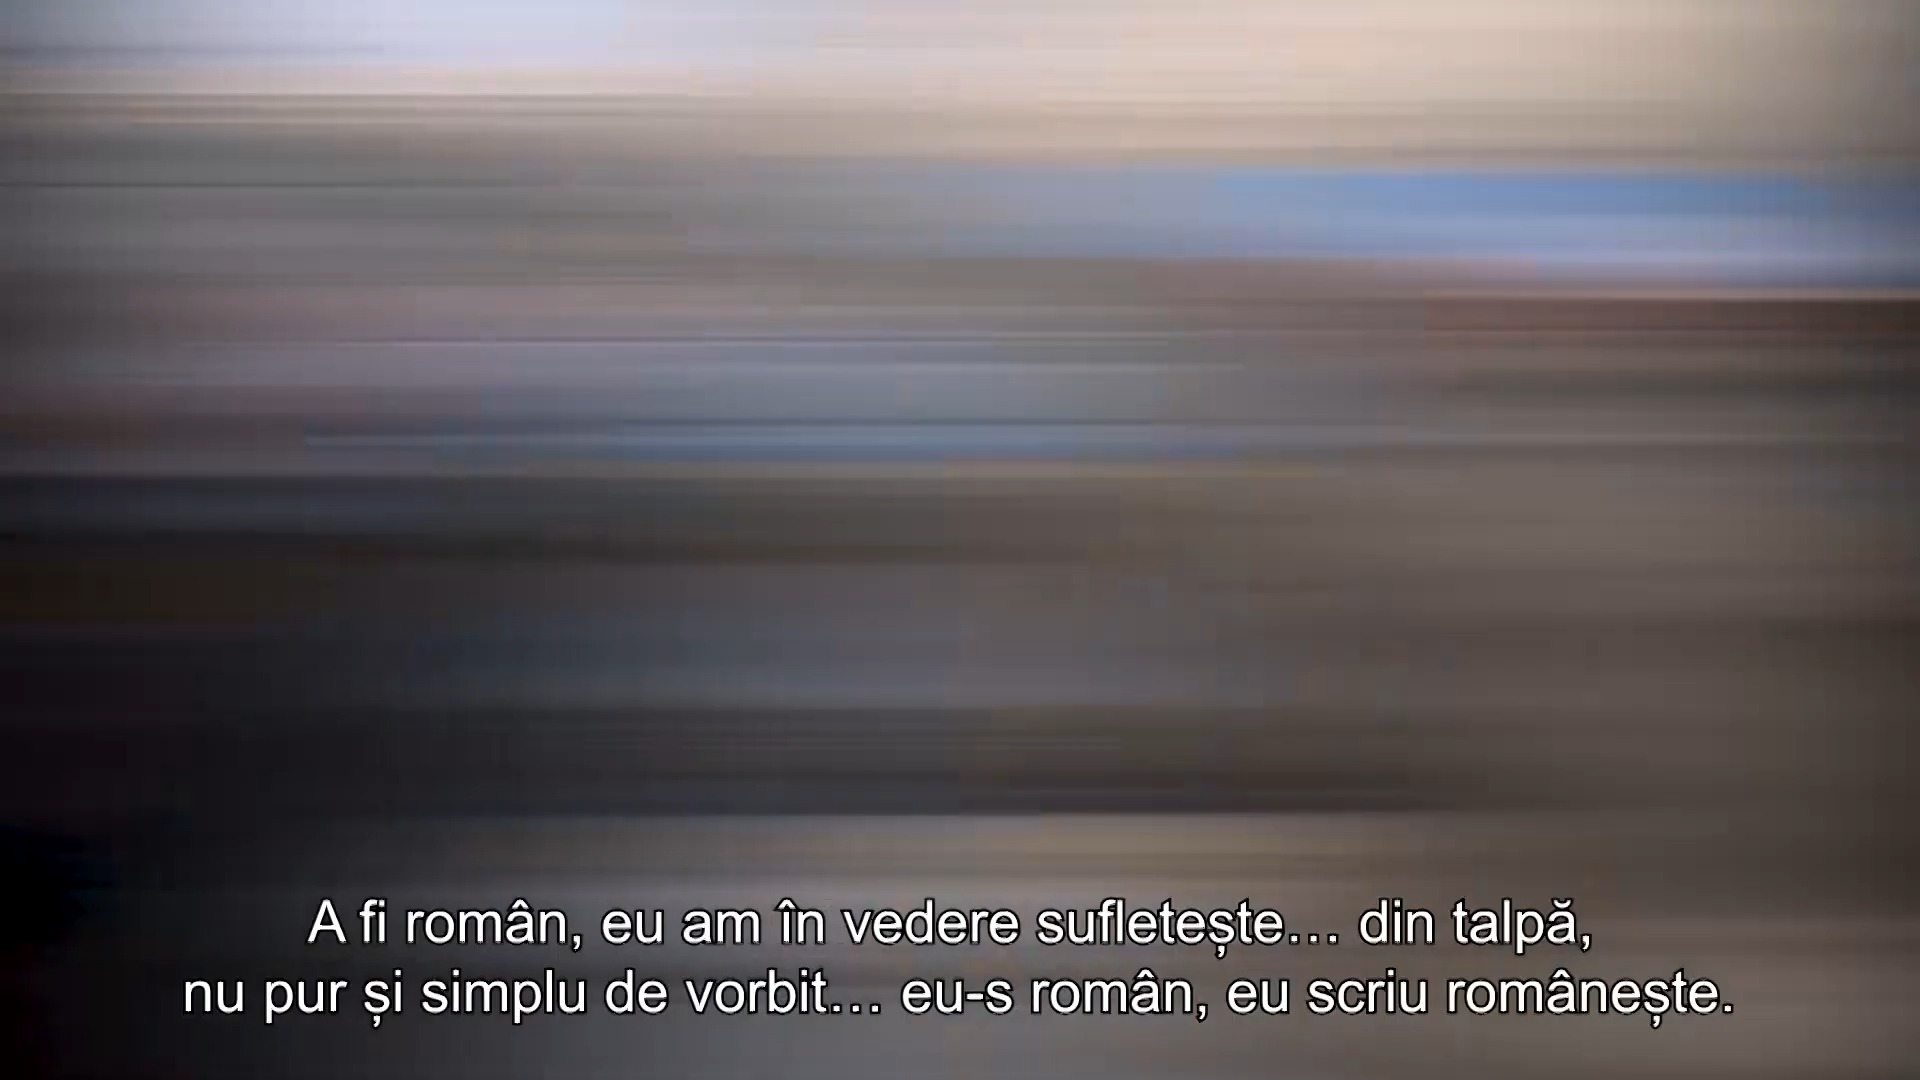 A fi român, eu am în vedere sufletește… din talpă,
nu pur și simplu de vorbit… eu-s român, eu scriu românește.